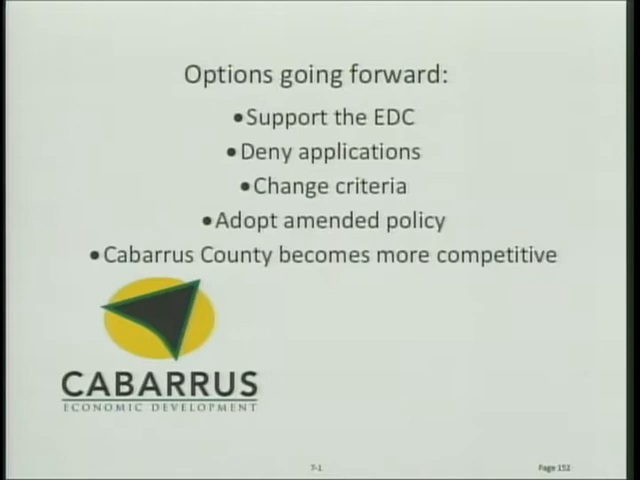 Options going forward:
•Support the EDC
•Deny applications
•Change criteria
•Adopt amended policy
•Cabarrus County becomes more competitive
CABARRUS
ECONOMIC DEVELOPMENT
7-1
Page 152